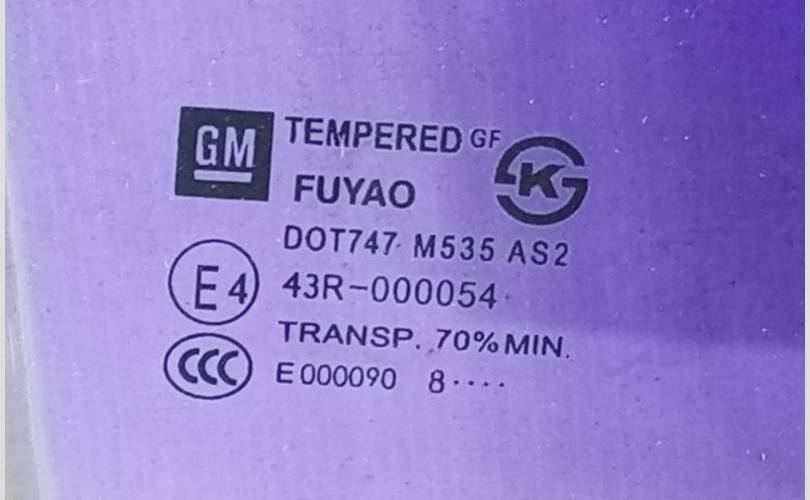 GM TEMPERED GF
FUYAO
K
DOT747 M535 AS2
E4 43R-000054
TRANSP. 70% MIN.
CCC E000090 8····